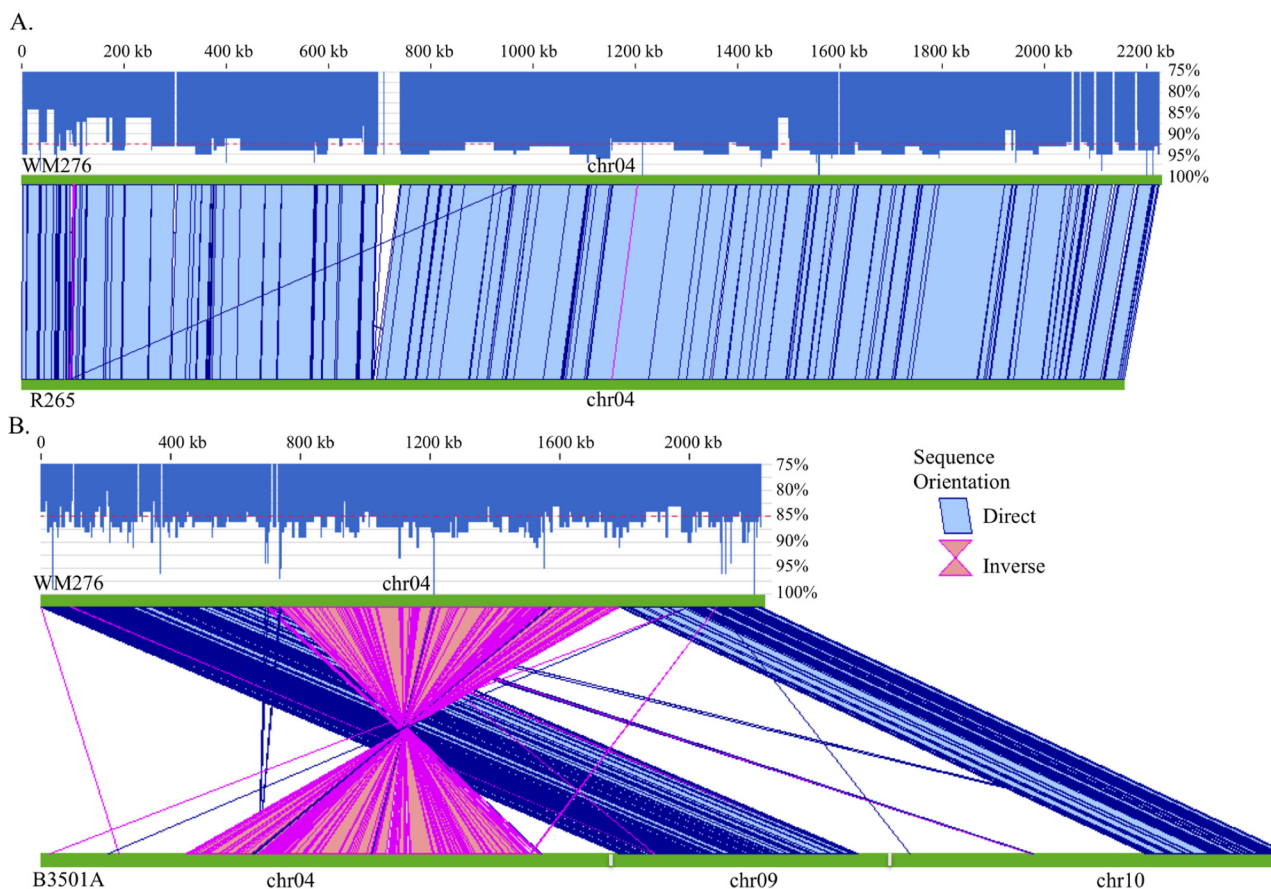 A.
0 200 kb 400 kb 600 kb 800 kb 1000 kb 1200 kb 1400 kb 1600 kb 1800 kb 2000 kb 2200 kb
75%
80%
85%
90%
95%
100%
WM276 chr04
R265 chr04
B.
0 400 kb 800 kb 1200 kb 1600 kb 2000 kb
75%
80%
85%
90%
95%
100%
WM276 chr04
Sequence
Orientation
Direct
Inverse
B3501A chr04 chr09 chr10